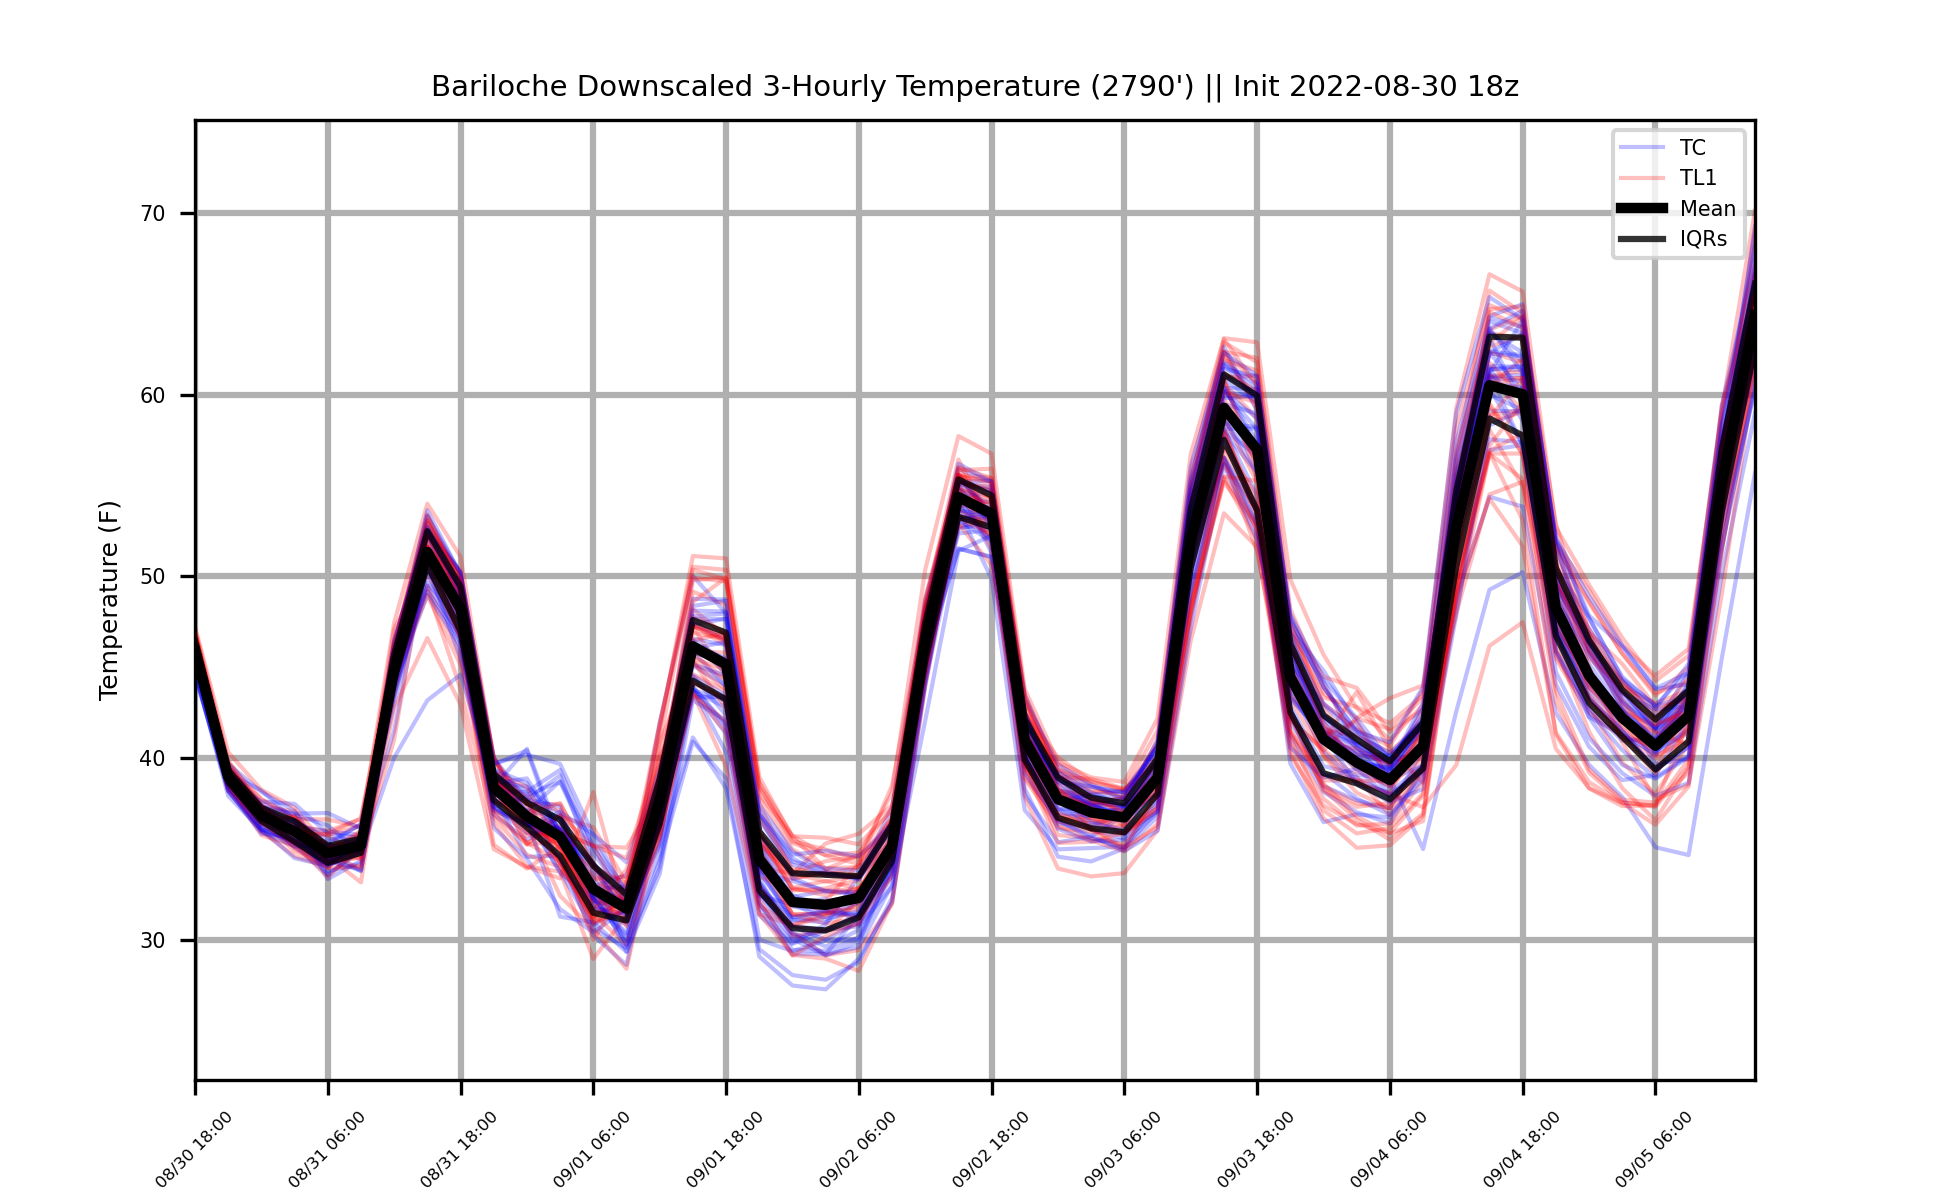 Bariloche Downscaled 3-Hourly Temperature (2790') || Init 2022-08-30 18z
TC
TL1
Mean
IQRs
Temperature (F)
70
60
50
40
30
08/30 18:00
08/31 06:00
08/31 18:00
09/01 06:00
09/01 18:00
09/02 06:00
09/02 18:00
09/03 06:00
09/03 18:00
09/04 06:00
09/04 18:00
09/05 06:00